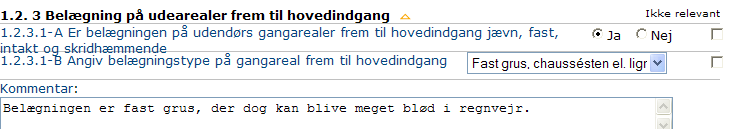 1.2. 3 Belægning på udearealer frem til hovedindgang Ikke relevant
1.2.3.1-A Er belægningen på udendørs gangarealer frem til hovedindgang jævn, fast, Ja Nej
intakt og skridhæmmende
1.2.3.1-B Angiv belægningstype på gangareal frem til hovedindgang Fast grus, chaussésten el. ligr
Kommentar:
Belægningen er fast grus, der dog kan blive meget blød i regnvejr.